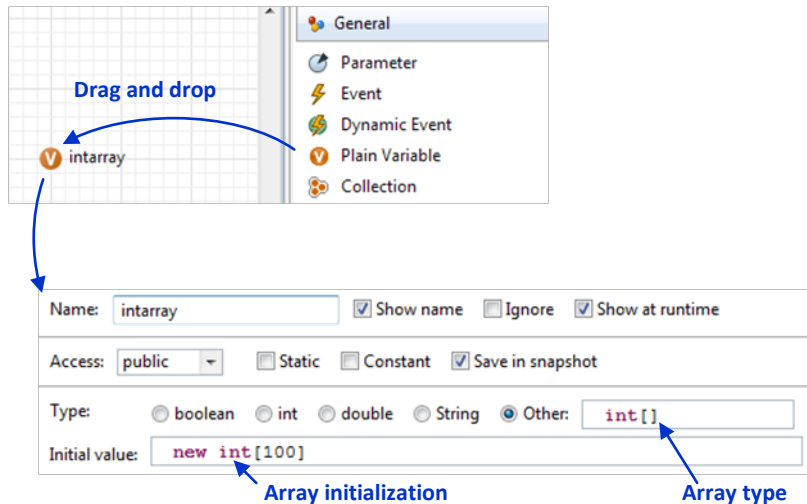 General
Parameter
Drag and drop
Event
Dynamic Event
V intarray
V Plain Variable
Collection
Name: intarray Show name Ignore Show at runtime
Access: public Static Constant Save in snapshot
Type: boolean int double String Other: int[]
Initial value: new int[100]
Array initialization Array type